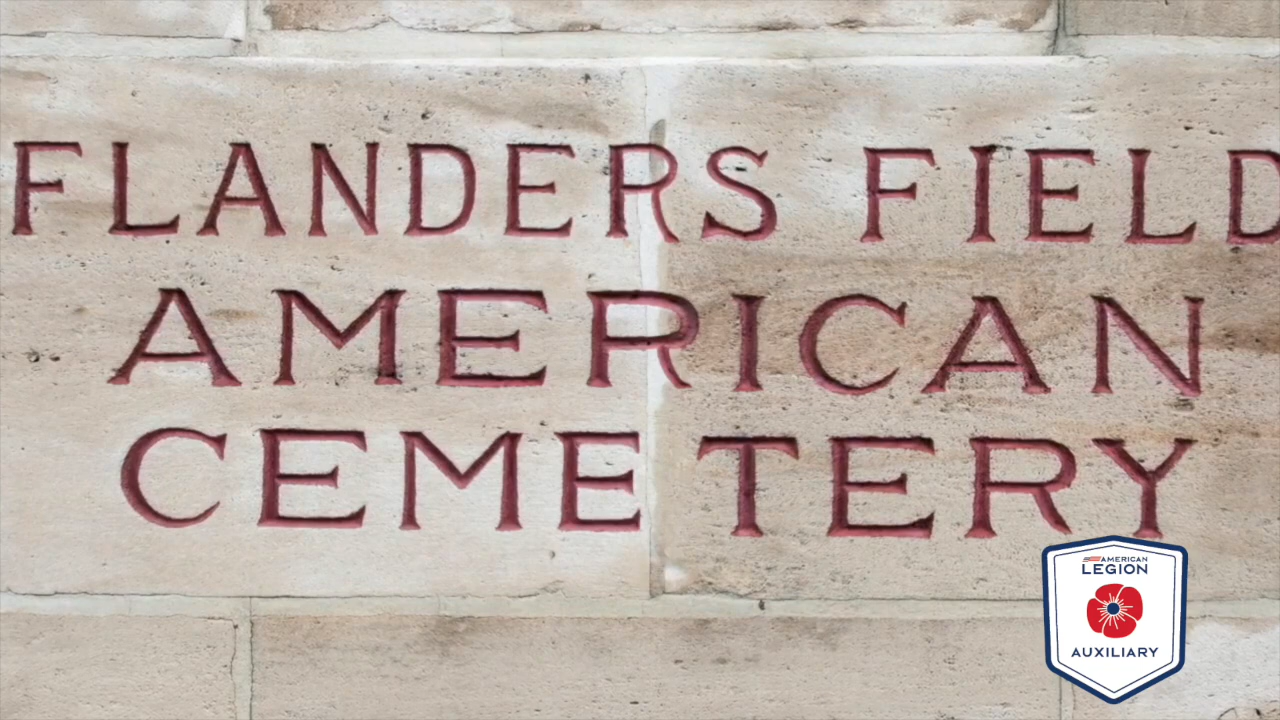 FLANDERS FIELD
AMERICAN
CEMETERY
AMERICAN
LEGION
AUXILIARY